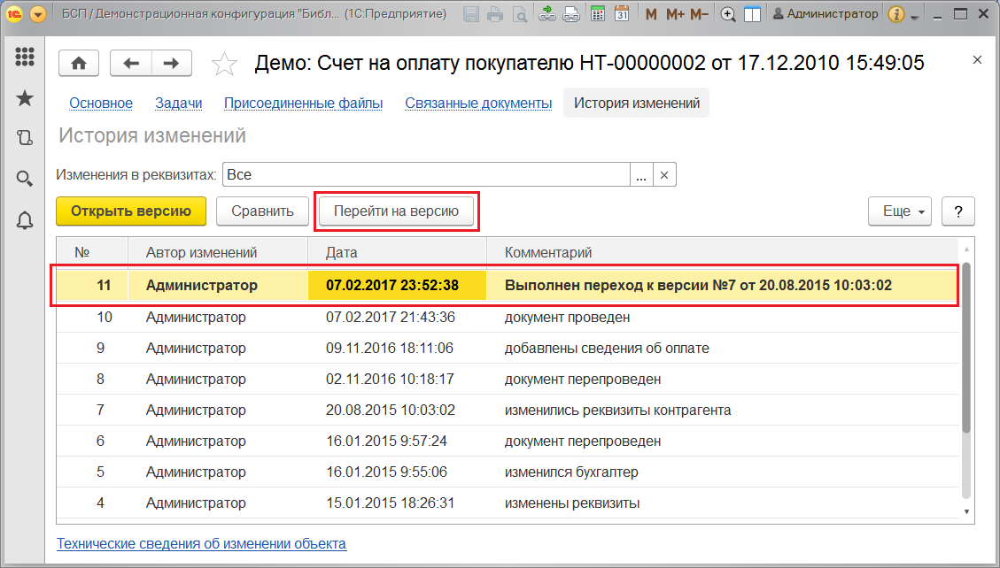 БСП / Демонстрационная конфигурация "Библ... (1С:Предприятие) 31 M M+ M- Администратор
Демо: Счет на оплату покупателю НТ-00000002 от 17.12.2010 15:49:05
Основное Задачи Присоединенные файлы Связанные документы История изменений
История изменений
Изменения в реквизитах: Все ...
Открыть версию Сравнить Перейти на версию Еще ?
№ Автор изменений Дата Комментарий
11 Администратор 07.02.2017 23:52:38 Выполнен переход к версии №7 от 20.08.2015 10:03:02
10 Администратор 07.02.2017 21:43:36 документ проведен
9 Администратор 09.11.2016 18:11:06 добавлены сведения об оплате
8 Администратор 02.11.2016 10:18:17 документ перепроведен
7 Администратор 20.08.2015 10:03:02 изменились реквизиты контрагента
6 Администратор 16.01.2015 9:57:24 документ перепроведен
5 Администратор 16.01.2015 9:55:06 изменился бухгалтер
4 Администратор 15.01.2015 18:26:31 изменены реквизиты
Технические сведения об изменении объекта